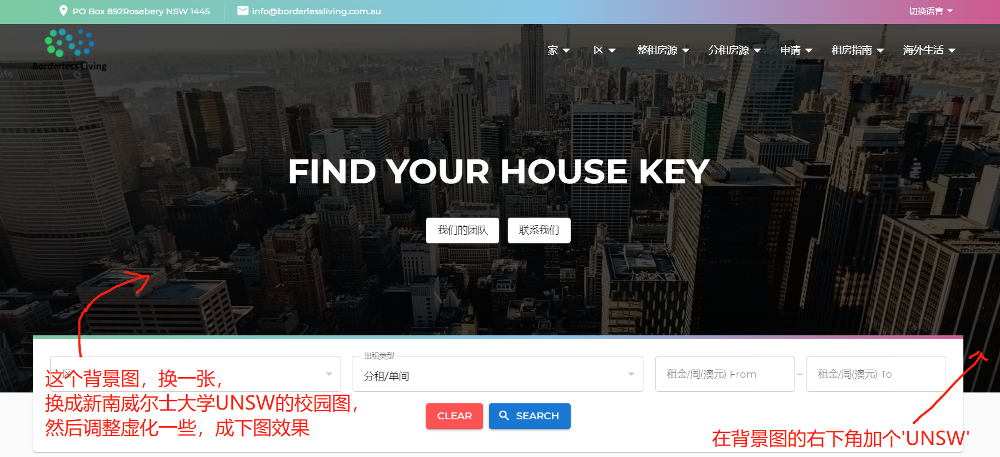 PO Box 892Rosebery NSW 1445
info@borderlessliving.com.au
切换语言
Borderless Living
家
区
整租房源
分租房源
申请
租房指南
海外生活
FIND YOUR HOUSE KEY
我们的团队
联系我们
区
出租类型
分租/单间
租金/周(澳元) From
–
租金/周(澳元) To
这个背景图，换一张，
换成新南威尔士大学UNSW的校园图，
然后调整虚化一些，成下图效果
CLEAR
SEARCH
在背景图的右下角加个'UNSW'